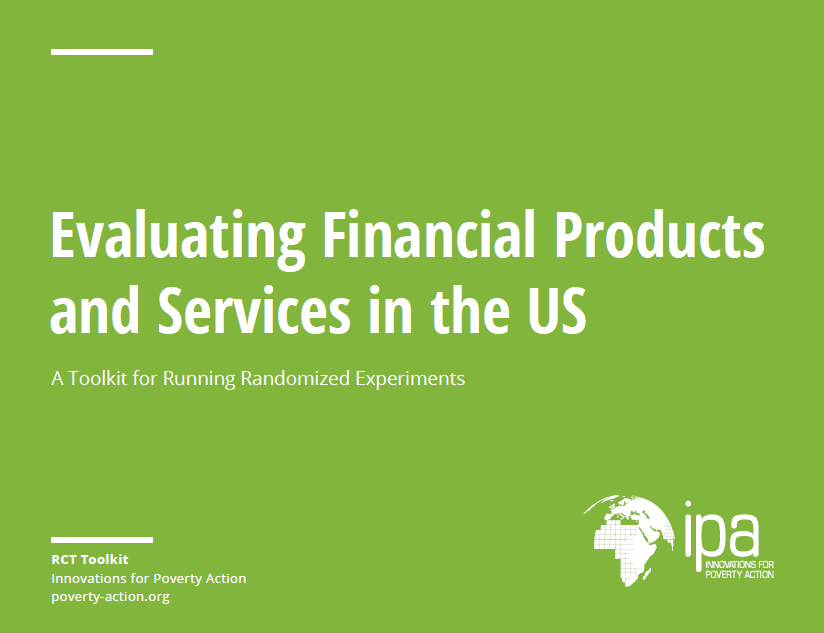 Evaluating Financial Products
and Services in the US
A Toolkit for Running Randomized Experiments
RCT Toolkit
Innovations for Poverty Action
poverty-action.org
ipa
INNOVATIONS FOR
POVERTY ACTION